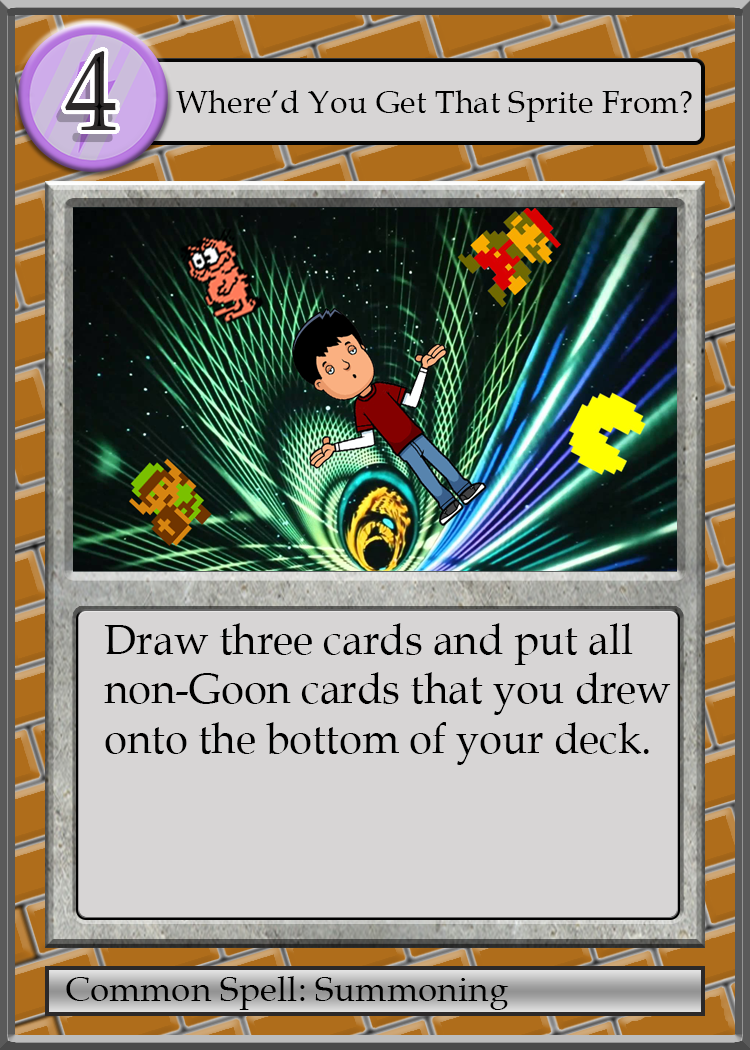 4
Where’d You Get That Sprite From?
Draw three cards and put all
non-Goon cards that you drew
onto the bottom of your deck.
Common Spell: Summoning